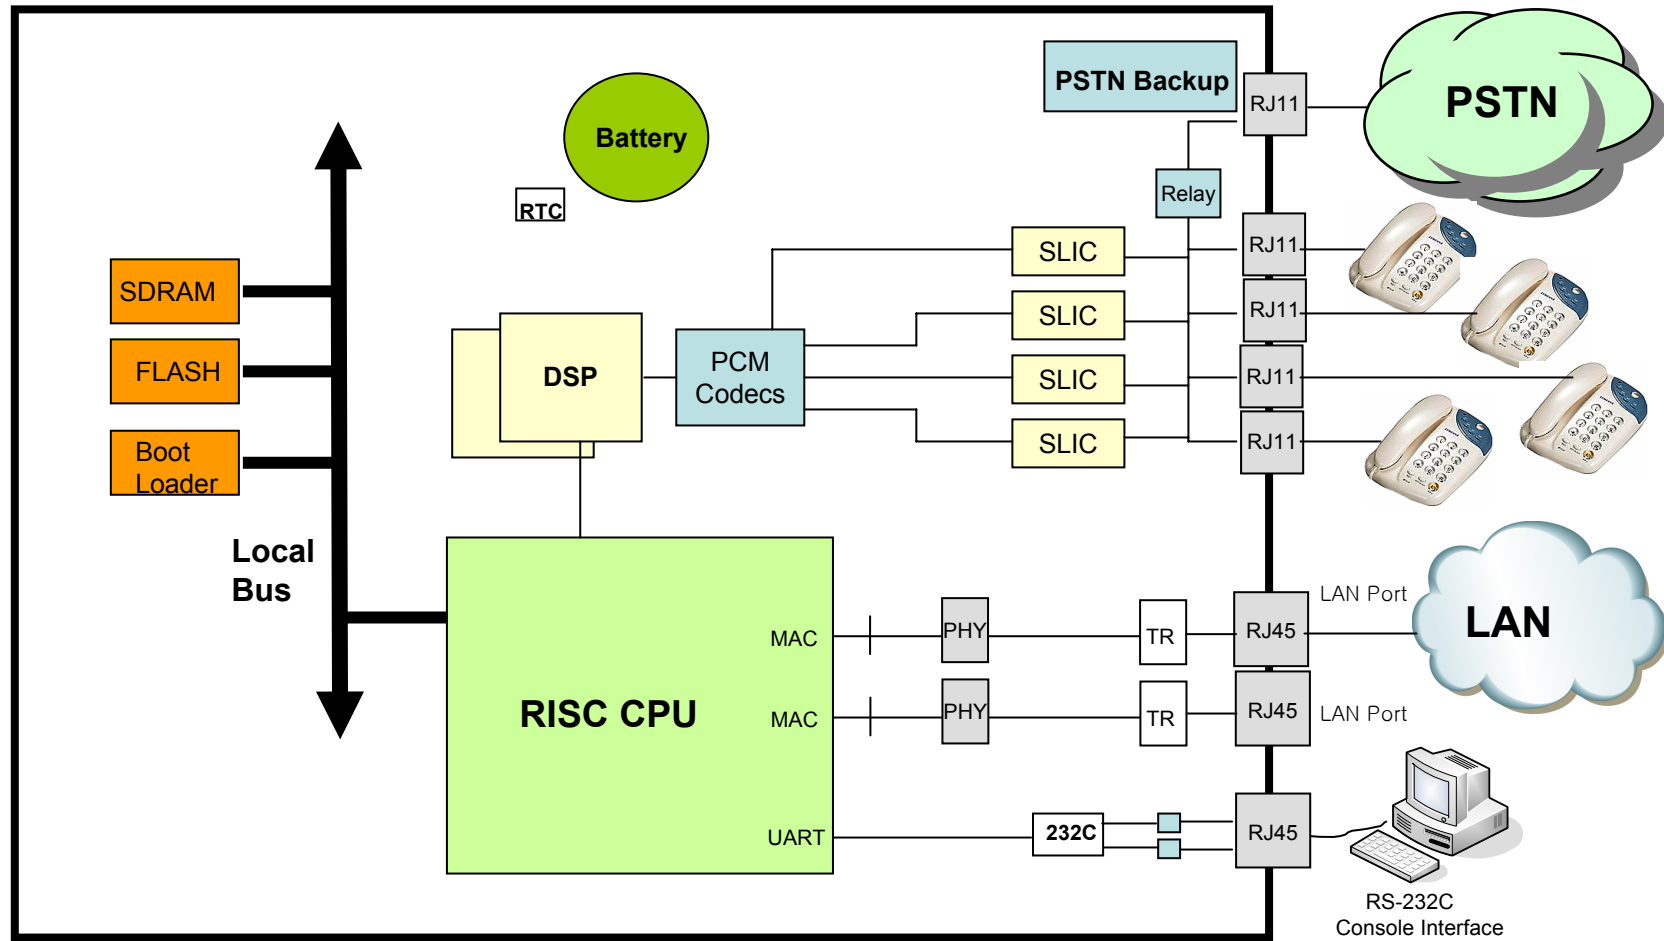 PSTN Backup
RJ11
PSTN
Battery
RTC
Relay
SLIC
RJ11
SDRAM
SLIC
RJ11
FLASH
DSP
PCM
Codecs
SLIC
RJ11
Boot
Loader
SLIC
RJ11
Local
Bus
RISC CPU
MAC
PHY
TR
RJ45
LAN Port
LAN
MAC
PHY
TR
RJ45
LAN Port
UART
232C
RJ45
RS-232C
Console Interface